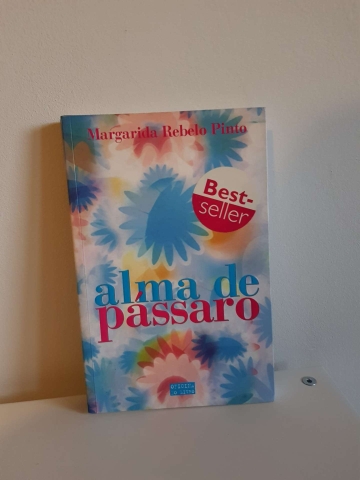 Margarida Rebelo Pinto
Best-
seller
alma de
pássaro